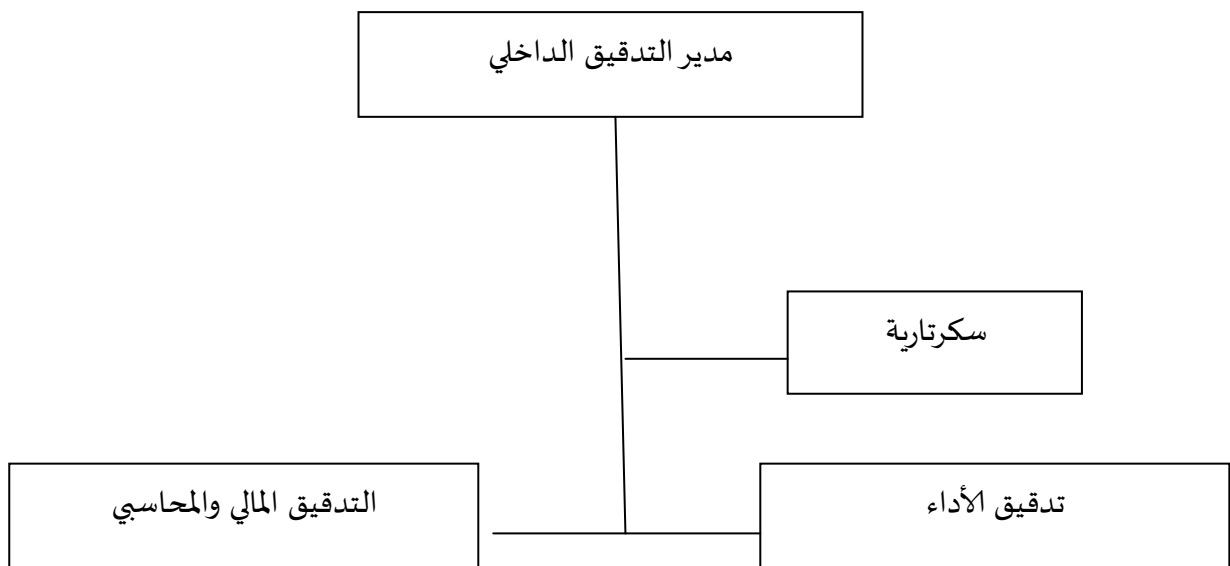 مدير التدقيق الداخلي
سكرتارية
تدقيق الأداء
التدقيق المالي والمحاسبي